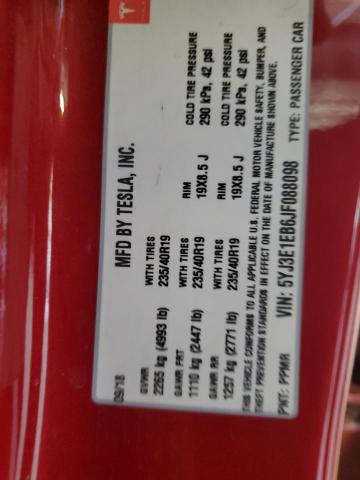 MFD BY TESLA, INC.
09/18
GVWR
2265 kg (4993 lb)
GAWR FRT WITH TIRES RIM COLD TIRE PRESSURE
1110 kg (2447 lb) 235/40R19 19X8.5 J 290 kPa, 42 psi
GAWR RR WITH TIRES RIM COLD TIRE PRESSURE
1257 kg (2771 lb) 235/40R19 19X8.5 J 290 kPa, 42 psi
THIS VEHICLE CONFORMS TO ALL APPLICABLE U.S. FEDERAL MOTOR VEHICLE SAFETY, BUMPER, AND
THEFT PREVENTION STANDARDS IN EFFECT ON THE DATE OF MANUFACTURE SHOWN ABOVE.
PNT: PPMR VIN: 5YJ3E1EB6JF088098 TYPE: PASSENGER CAR